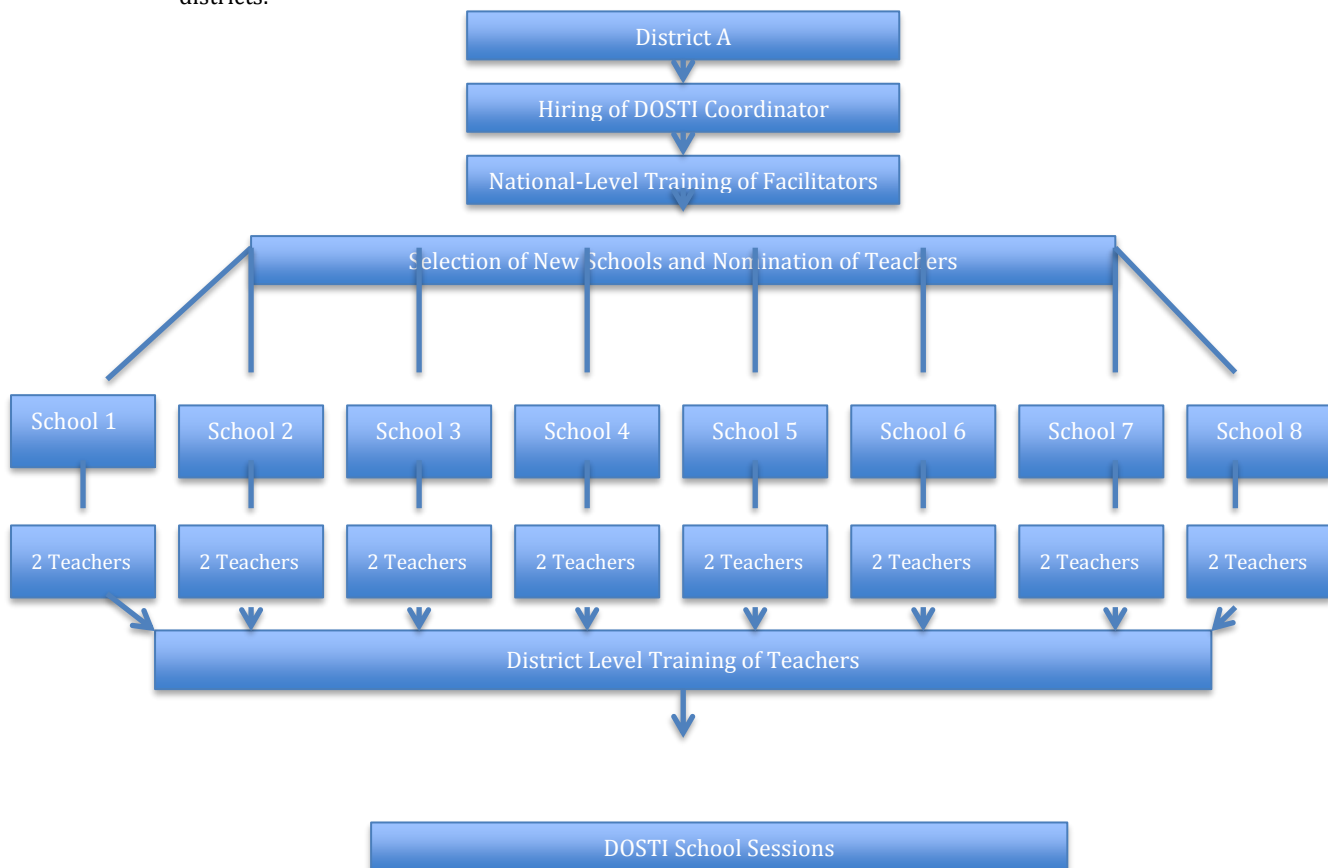 districts.
District A
Hiring of DOSTI Coordinator
National-Level Training of Facilitators
Selection of New Schools and Nomination of Teachers
School 1
School 2
School 3
School 4
School 5
School 6
School 7
School 8
2 Teachers
2 Teachers
2 Teachers
2 Teachers
2 Teachers
2 Teachers
2 Teachers
2 Teachers
District Level Training of Teachers
DOSTI School Sessions